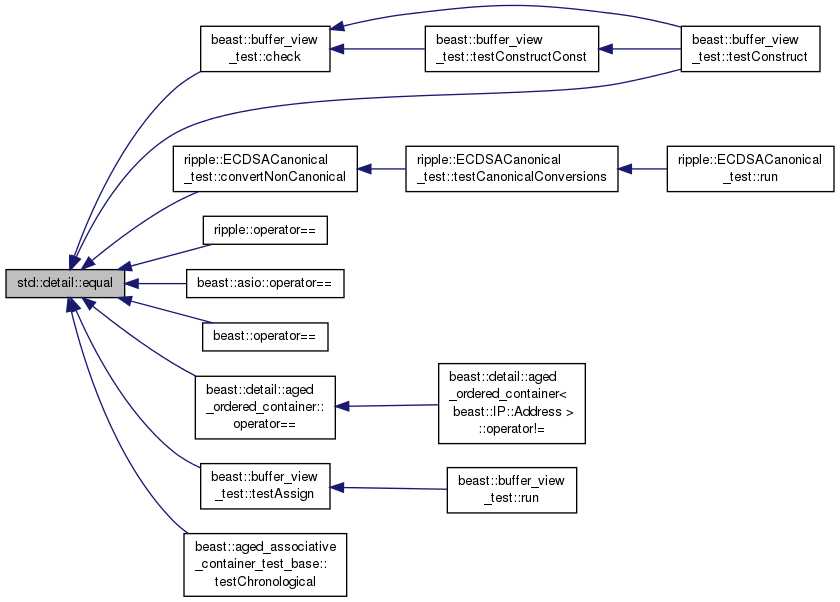 beast::buffer_view
_test::check
beast::buffer_view
_test::testConstructConst
beast::buffer_view
_test::testConstruct
ripple::ECDSACanonical
_test::convertNonCanonical
ripple::ECDSACanonical
_test::testCanonicalConversions
ripple::ECDSACanonical
_test::run
ripple::operator==
std::detail::equal
beast::asio::operator==
beast::operator==
beast::detail::aged
_ordered_container::
operator==
beast::detail::aged
_ordered_container<
beast::IP::Address >
::operator!=
beast::buffer_view
_test::testAssign
beast::buffer_view
_test::run
beast::aged_associative
_container_test_base::
testChronological